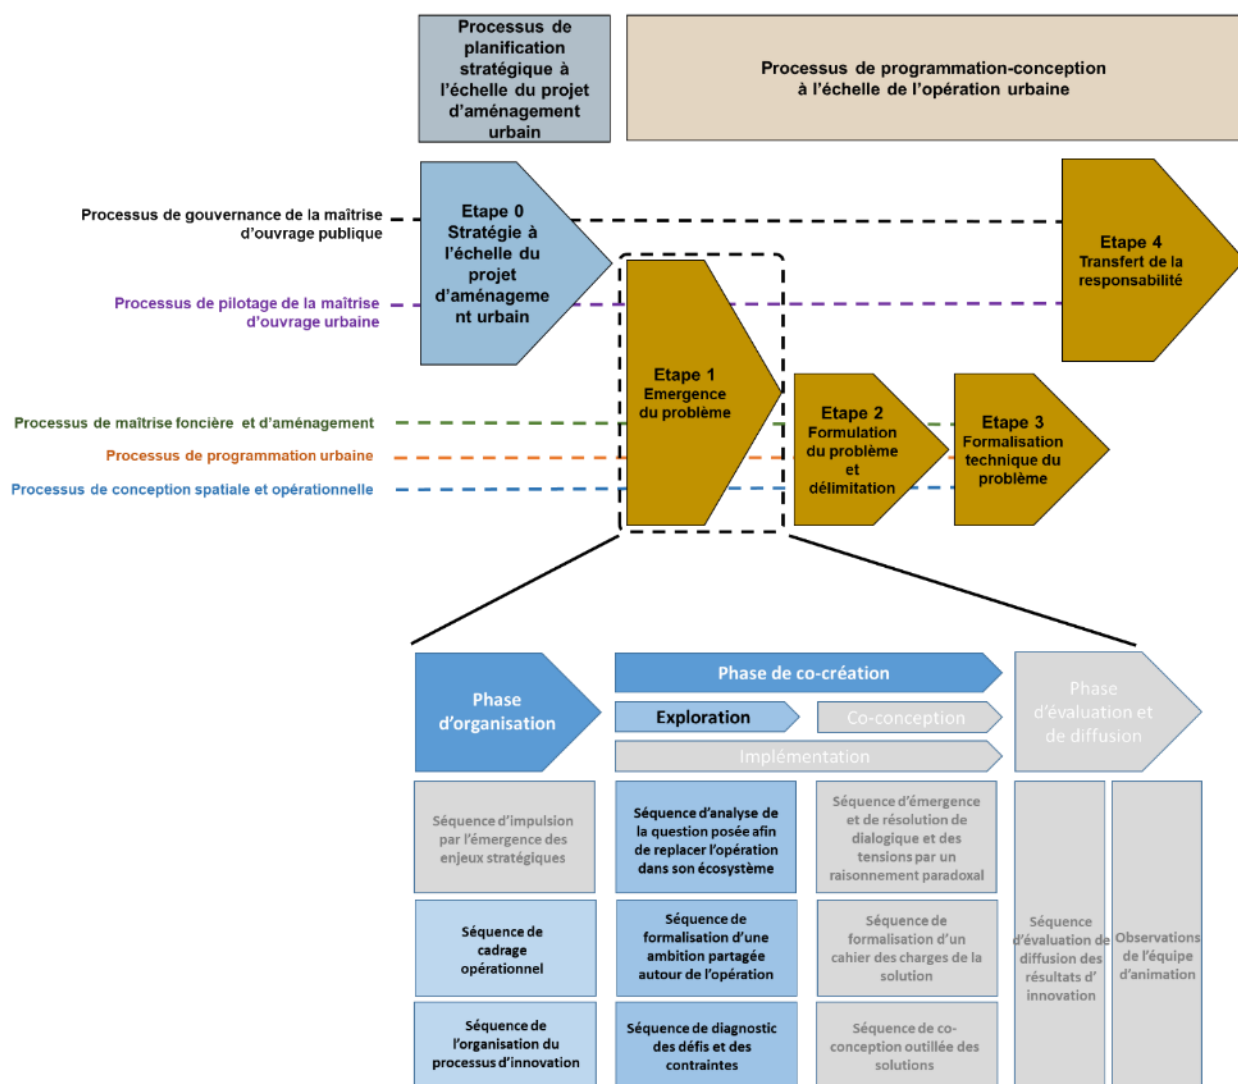 Processus de
planification
stratégique à
l'échelle du projet
d'aménagement
urbain
Processus de programmation-conception
à l'échelle de l'opération urbaine
Processus de gouvernance de la maîtrise
d'ouvrage publique
Processus de pilotage de la maîtrise
d'ouvrage urbaine
Processus de maîtrise foncière et d'aménagement
Processus de programmation urbaine
Processus de conception spatiale et opérationnelle
Etape 0
Stratégie à
l'échelle du
projet
d'aménageme
nt urbain
Etape 1
Emergence
du problème
Etape 2
Formulation
du problème
et
délimitation
Etape 3
Formalisation
technique du
problème
Etape 4
Transfert de la
responsabilité
Phase
d'organisation
Phase de co-création
Exploration
Co-conception
Implémentation
Phase
d'évaluation et
de diffusion
Séquence d'impulsion
par l'émergence des
enjeux stratégiques
Séquence de
cadrage
opérationnel
Séquence de
l'organisation du
processus d'innovation
Séquence d'analyse de
la question posée afin
de replacer l'opération
dans son écosystème
Séquence de
formalisation d'une
ambition partagée
autour de l'opération
Séquence de diagnostic
des défis et des
contraintes
Séquence d'émergence
et de résolution de
dialogique et des
tensions par un
raisonnement paradoxal
Séquence de
formalisation d'un
cahier des charges de la
solution
Séquence de co-
conception outillée des
solutions
Séquence
d'évaluation de
diffusion des
résultats d'
innovation
Observations
de l'équipe
d'animation